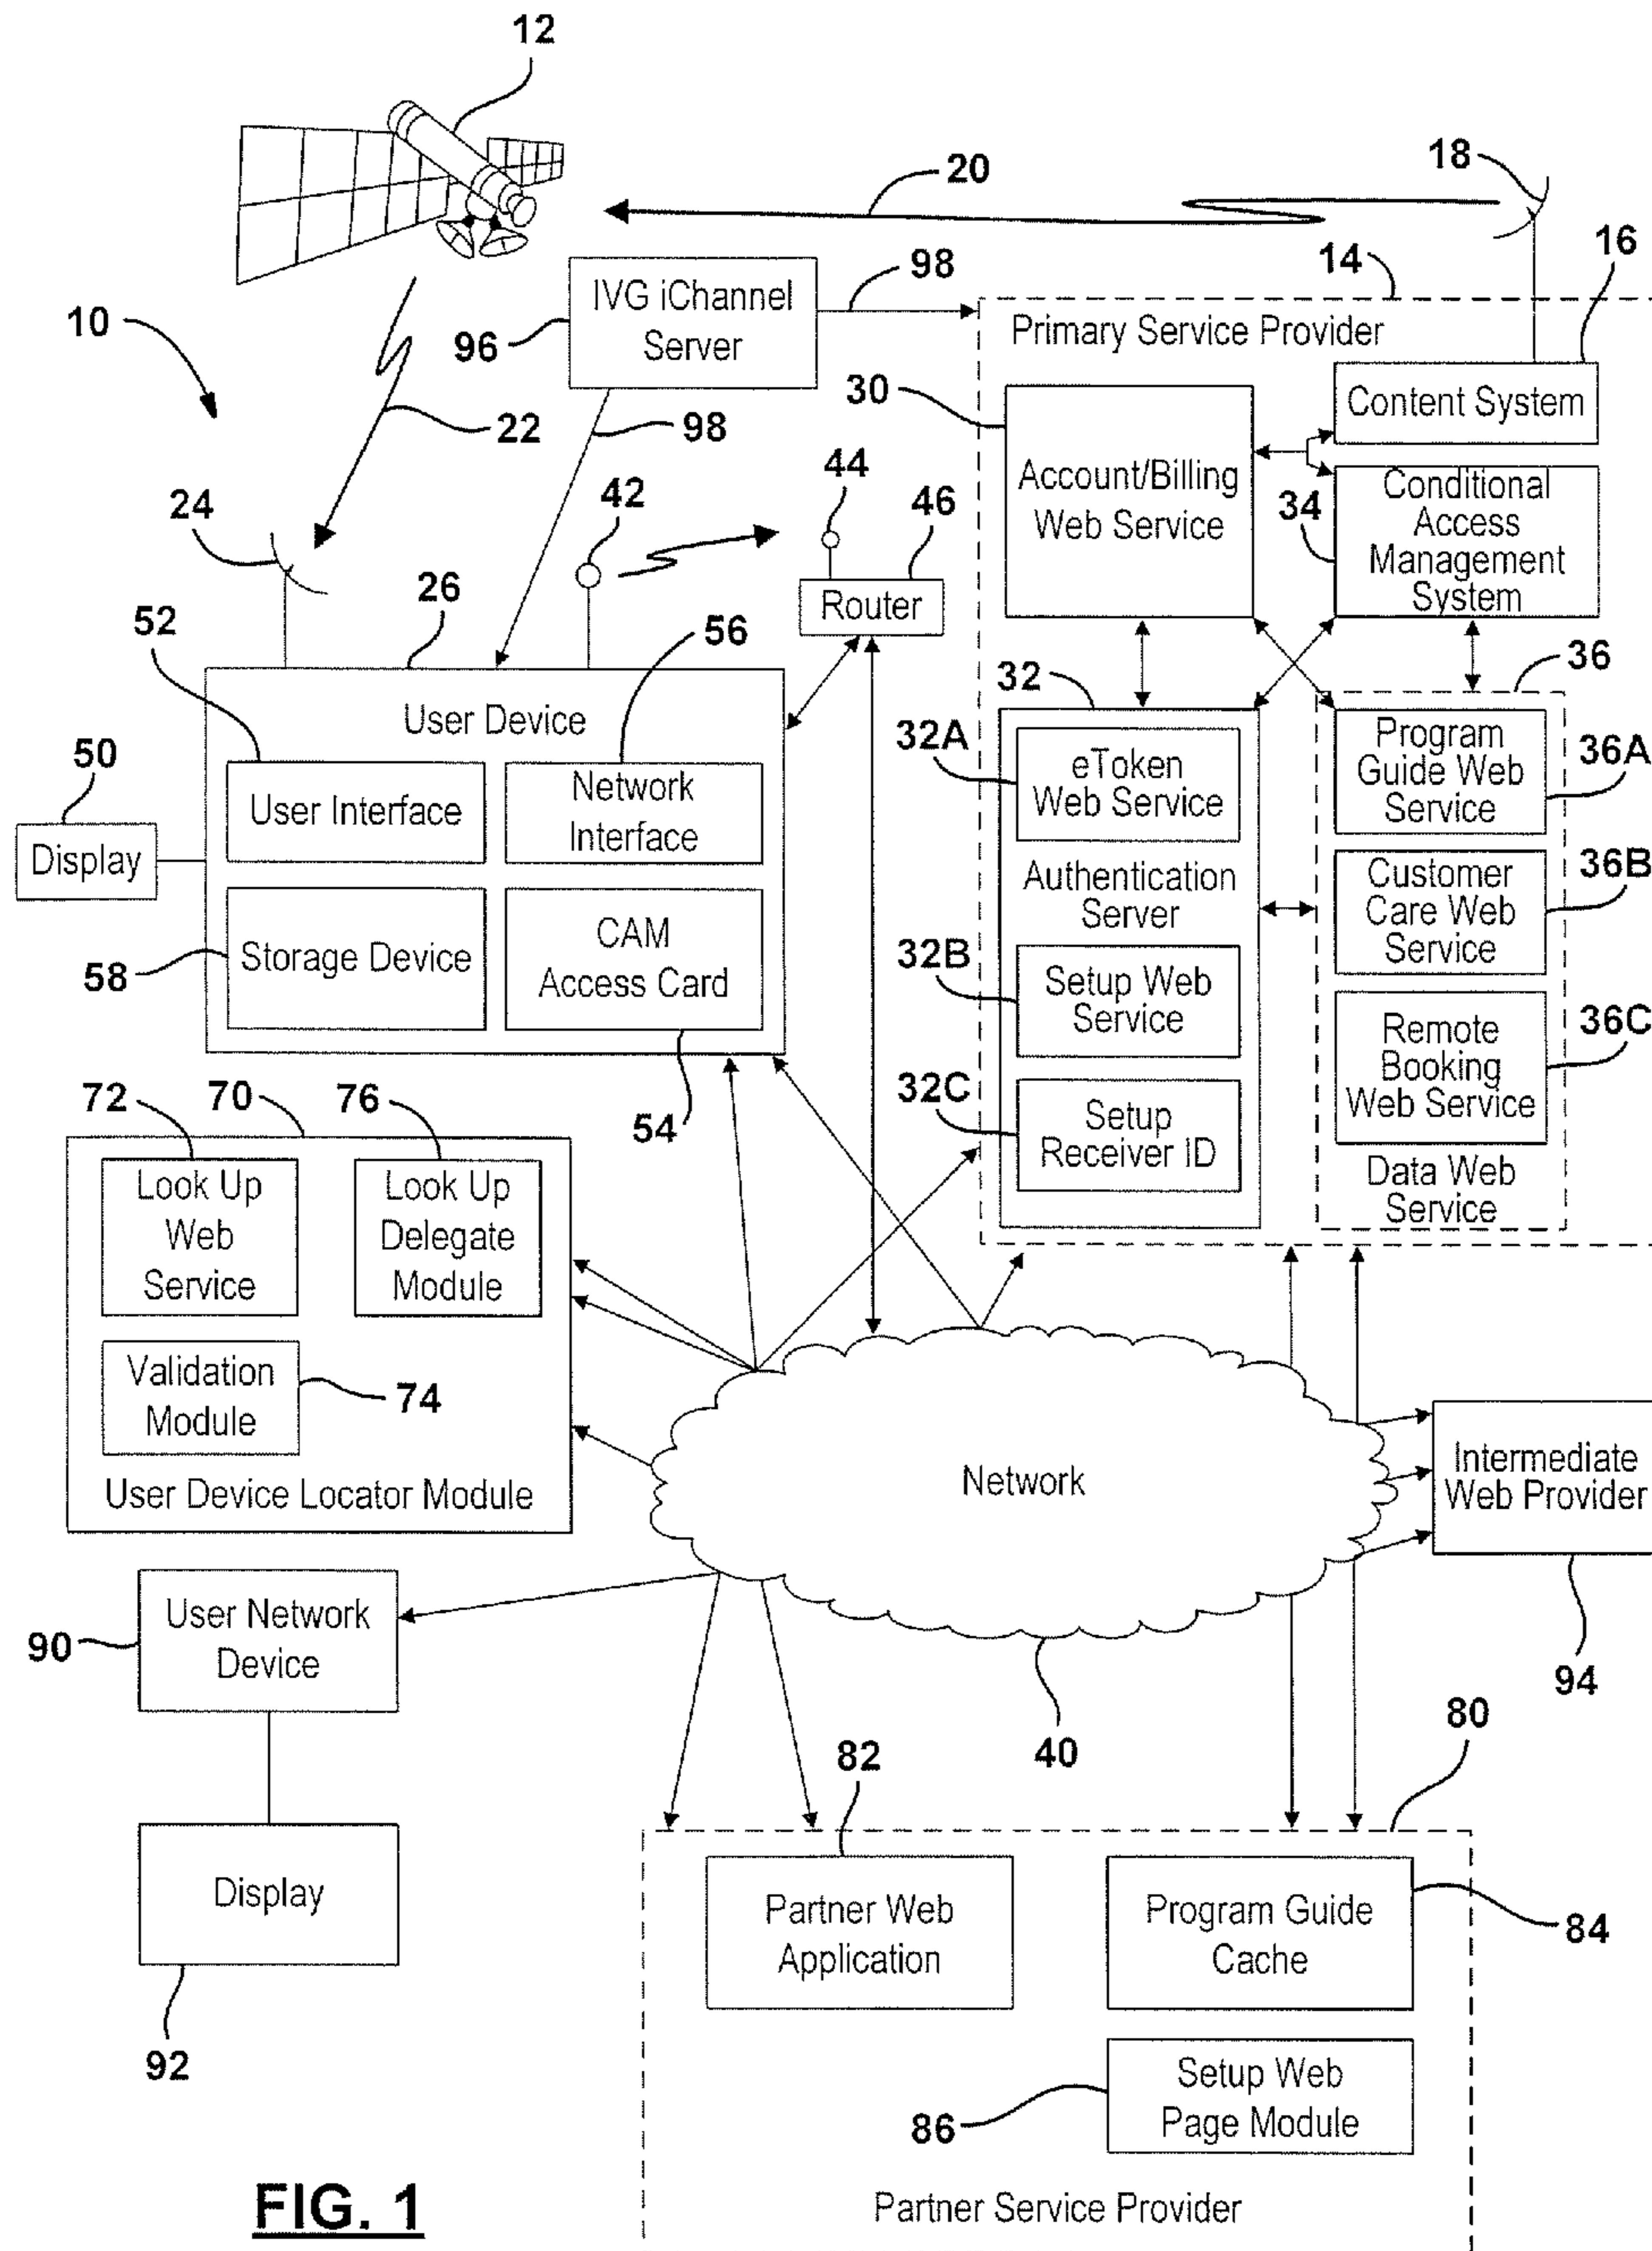 12
18
20
16
14
IVG iChannel
Server
98
96
10
Primary Service Provider
30
Content System
22
98
Account/Billing
Web Service
44
42
46
24
34
Conditional
Access
Management
System
Router
52
26
56
32
36
User Device
50
Display
User Interface
Network
Interface
32A
eToken
Web Service
Program
Guide Web
Service
36A
Authentication
Server
58
Storage Device
CAM
Access Card
54
32B
Setup Web
Service
Customer
Care Web
Service
36B
32C
Setup
Receiver ID
Remote
Booking
Web Service
36C
Data Web
Service
72
70
76
Look Up
Web
Service
Look Up
Delegate
Module
Validation
Module
74
User Device Locator Module
Network
Intermediate
Web Provider
94
90
User Network
Device
40
80
82
Display
92
Partner Web
Application
Program Guide
Cache
84
86
Setup Web
Page Module
Partner Service Provider
FIG. 1